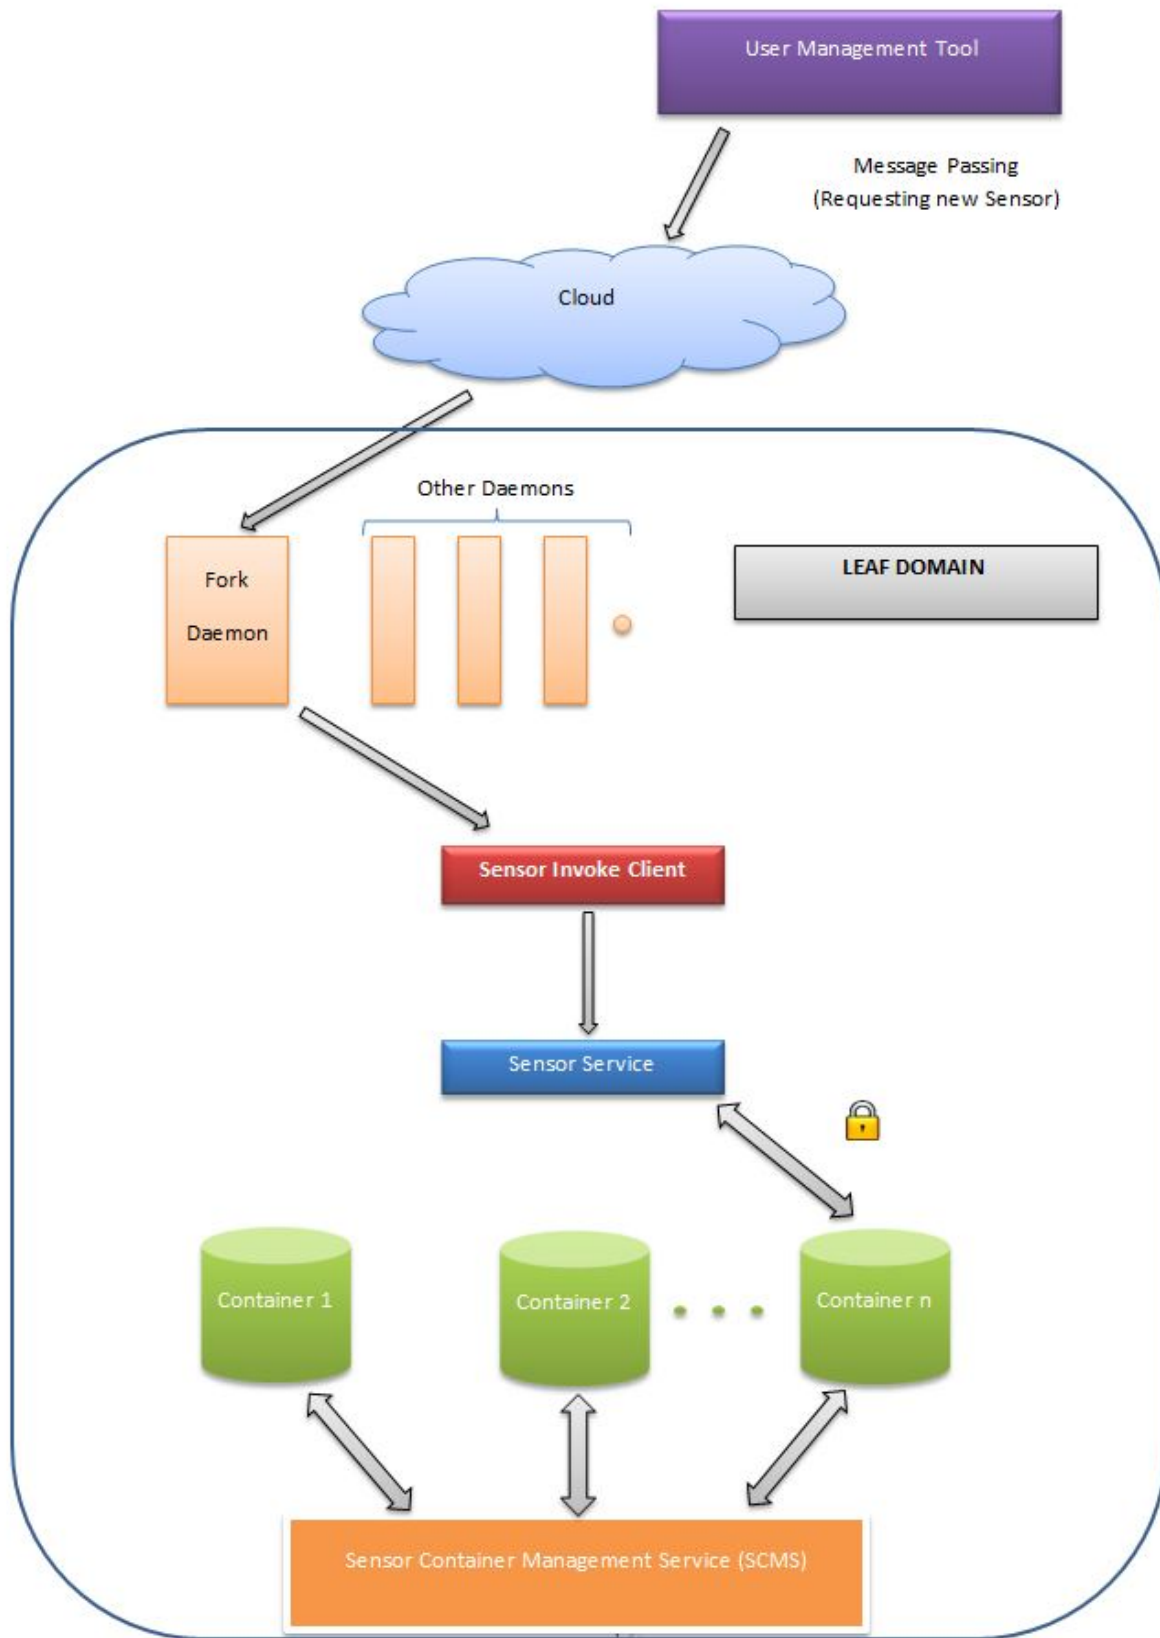 User Management Tool
Message Passing
(Requesting new Sensor)
Cloud
Other Daemons
Fork
Daemon
LEAF DOMAIN
Sensor Invoke Client
Sensor Service
Container 1
Container 2
Container n
Sensor Container Management Service (SCMS)